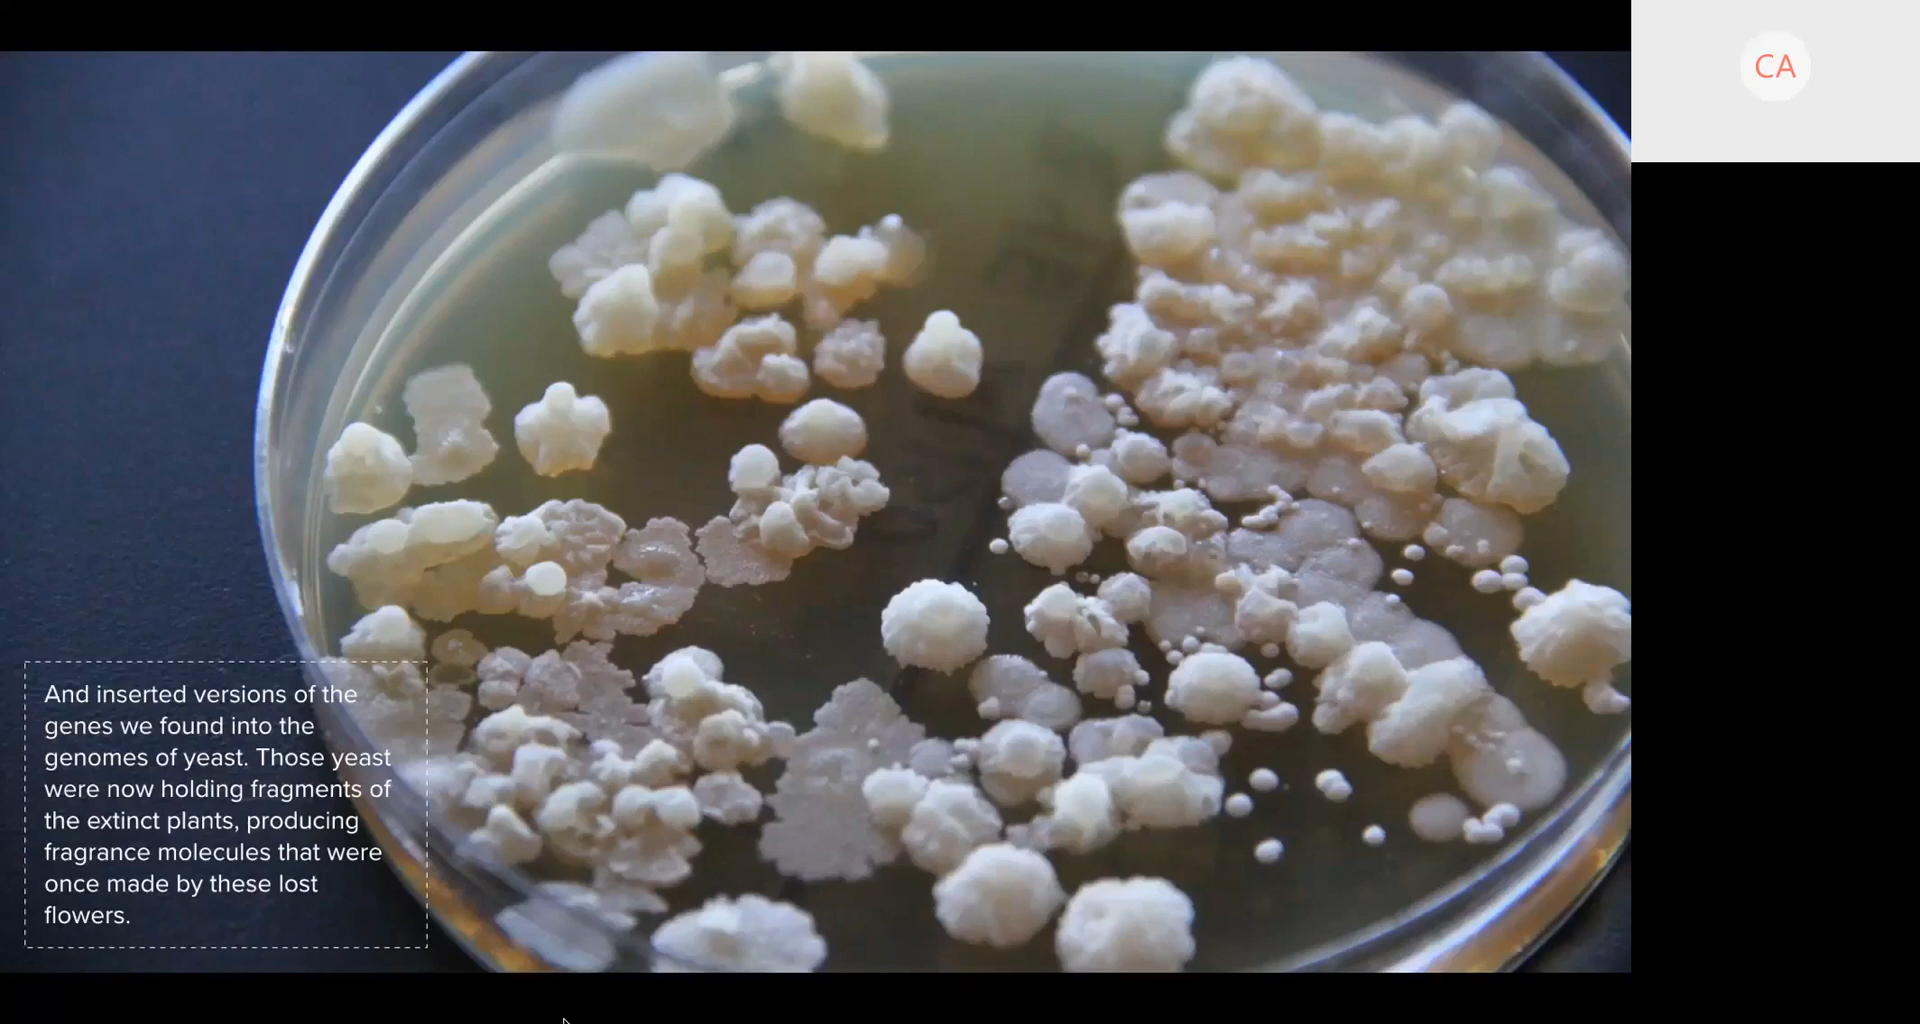 CA
And inserted versions of the
genes we found into the
genomes of yeast. Those yeast
were now holding fragments of
the extinct plants, producing
fragrance molecules that were
once made by these lost
flowers.